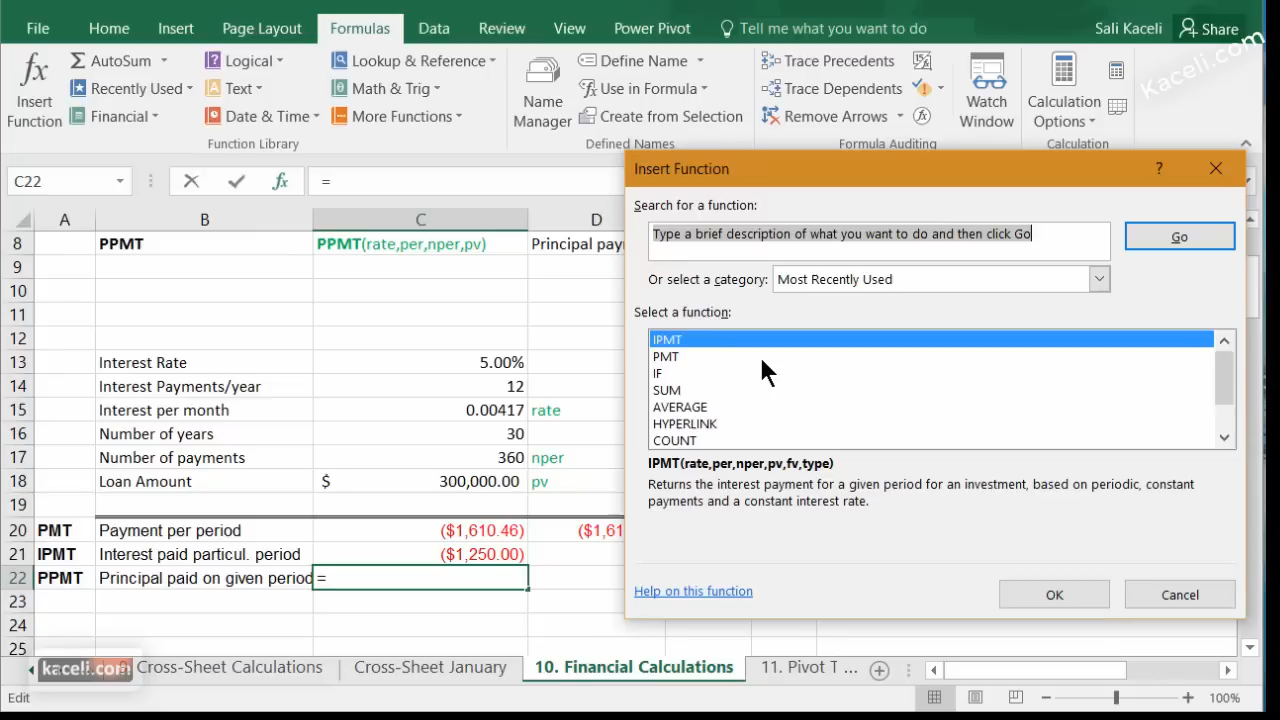 File Home Insert Page Layout Formulas Data Review View Power Pivot Tell me what you want to do Sali Kaceli Share
Kaceli.com
fx Insert Function
Σ AutoSum
Recently Used
Financial
Logical
Text
Date & Time
Lookup & Reference
Math & Trig
More Functions
Function Library
Name Manager
Define Name
Use in Formula
Create from Selection
Defined Names
Trace Precedents
Trace Dependents
Remove Arrows
fx
Formula Auditing
Watch Window
Calculation Options
Calculation
C22 fx =
A B C D
8 PPMT PPMT(rate,per,nper,pv) Principal pay
9
10
11
12
13 Interest Rate 5.00%
14 Interest Payments/year 12
15 Interest per month 0.00417 rate
16 Number of years 30
17 Number of payments 360 nper
18 Loan Amount $ 300,000.00 pv
19
20 PMT Payment per period ($1,610.46) ($1,61
21 IPMT Interest paid particul. period ($1,250.00)
22 PPMT Principal paid on given period =
23
24
25
Insert Function ?
Search for a function:
Type a brief description of what you want to do and then click Go
Go
Or select a category: Most Recently Used
Select a function:
IPMT
PMT
IF
SUM
AVERAGE
HYPERLINK
COUNT
IPMT(rate,per,nper,pv,fv,type)
Returns the interest payment for a given period for an investment, based on periodic, constant
payments and a constant interest rate.
Help on this function OK Cancel
kaceli.com Cross-Sheet Calculations Cross-Sheet January 10. Financial Calculations 11. Pivot T ...
Edit 100%